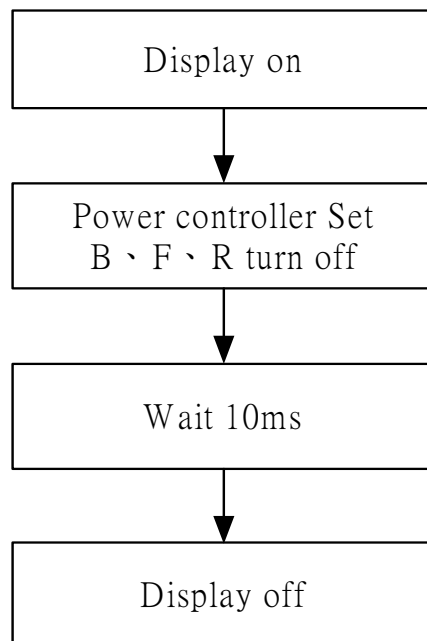 Display on
Power controller Set
B、F、R turn off
Wait 10ms
Display off